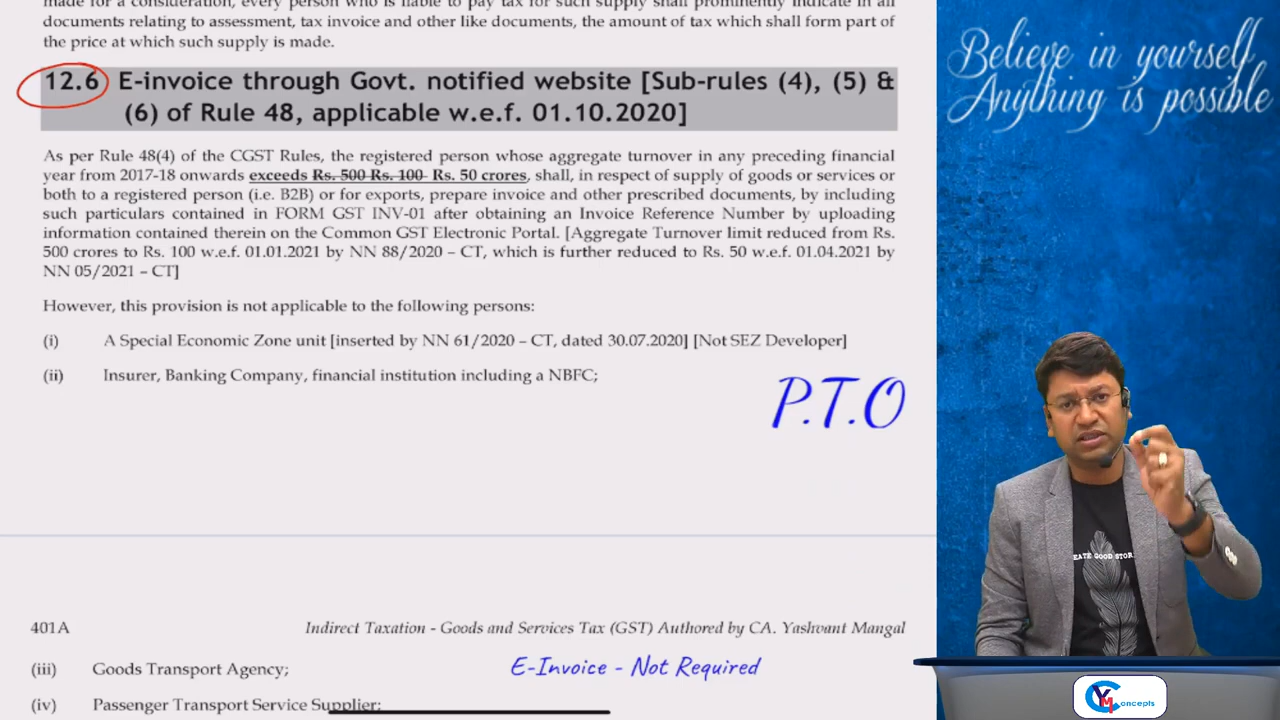 made for a consideration, every person who is liable to pay tax for such supply shall prominently indicate in all
documents relating to assessment, tax invoice and other like documents, the amount of tax which shall form part of
the price at which such supply is made.
12.6 E-invoice through Govt. notified website [Sub-rules (4), (5) &
(6) of Rule 48, applicable w.e.f. 01.10.2020]
As per Rule 48(4) of the CGST Rules, the registered person whose aggregate turnover in any preceding financial
year from 2017-18 onwards exceeds Rs. 500 Rs. 100 Rs. 50 crores, shall, in respect of supply of goods or services or
both to a registered person (i.e. B2B) or for exports, prepare invoice and other prescribed documents, by including
such particulars contained in FORM GST INV-01 after obtaining an Invoice Reference Number by uploading
information contained therein on the Common GST Electronic Portal. [Aggregate Turnover limit reduced from Rs.
500 crores to Rs. 100 w.e.f. 01.01.2021 by NN 88/2020 – CT, which is further reduced to Rs. 50 w.e.f. 01.04.2021 by
NN 05/2021 – CT]
However, this provision is not applicable to the following persons:
(i) A Special Economic Zone unit [inserted by NN 61/2020 – CT, dated 30.07.2020] [Not SEZ Developer]
(ii) Insurer, Banking Company, financial institution including a NBFC;
P.T.O
401A Indirect Taxation - Goods and Services Tax (GST) Authored by CA. Yashvant Mangal
(iii) Goods Transport Agency; E-Invoice - Not Required
(iv) Passenger Transport Service Supplier;
Believe in yourself
Anything is possible
EATE GOOD STOR
YM Concepts